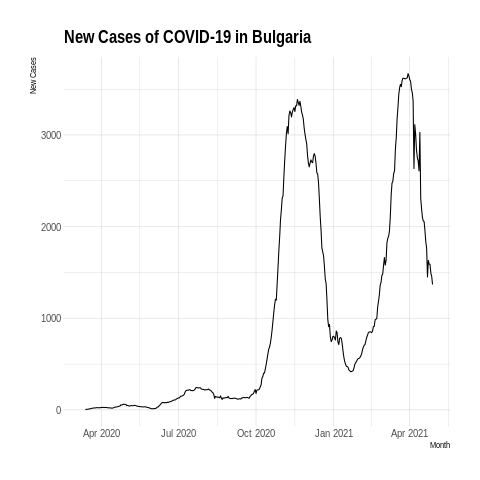 New Cases of COVID-19 in Bulgaria
New Cases
3000
2000
1000
0
Apr 2020 Jul 2020 Oct 2020 Jan 2021 Apr 2021
Month